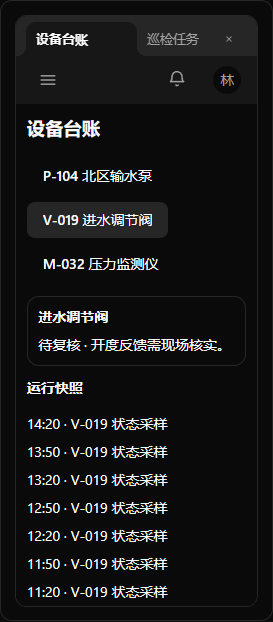 设备台账
巡检任务 ×
林
设备台账
P-104 北区输水泵
V-019 进水调节阀
M-032 压力监测仪
进水调节阀
待复核 · 开度反馈需现场核实。
运行快照
14:20 · V-019 状态采样
13:50 · V-019 状态采样
13:20 · V-019 状态采样
12:50 · V-019 状态采样
12:20 · V-019 状态采样
11:50 · V-019 状态采样
11:20 · V-019 状态采样